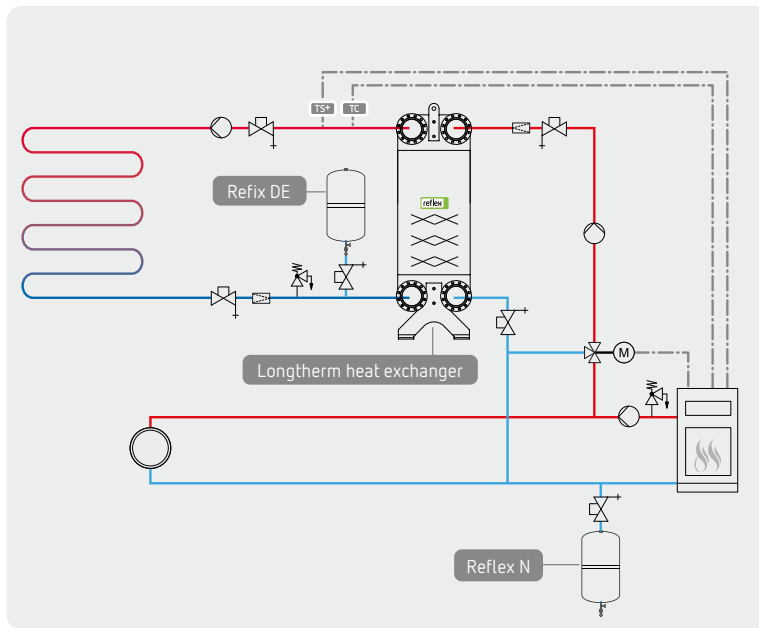 TS+ TC
Refix DE
reflex
M
Longtherm heat exchanger
Reflex N